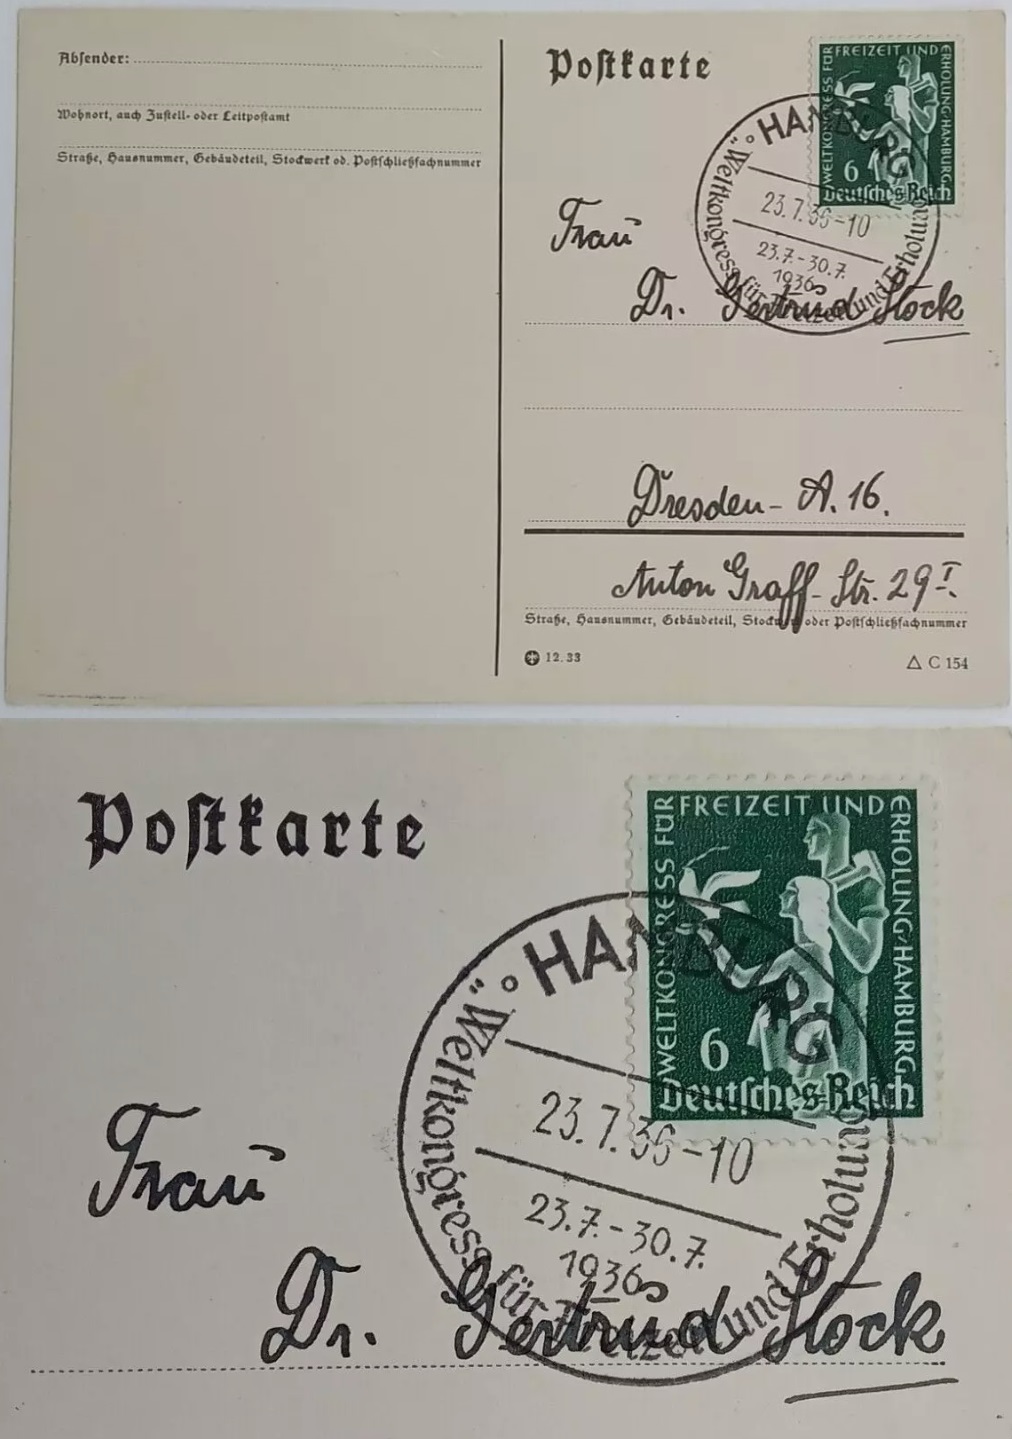 Absender:
Wohnort, auch Zustell- oder Leitpostamt
Straße, Hausnummer, Gebäudeteil, Stockwerk od. Postschließfachnummer
Postkarte
WELTKONGRESS FÜR FREIZEIT UND ERHOLUNG·HAMBURG
6
Deutsches Reich
HAMBURG
23.7.36-10
23.7.-30.7.
1936
„Weltkongress für Freizeit und Erholung
Frau
Dr. Gertrud Stock
Dresden - A. 16.
Anton Graff-Str. 29 I.
Straße, Hausnummer, Gebäudeteil, Stockwerk oder Postschließfachnummer
12. 33
C 154
Postkarte
WELTKONGRESS FÜR FREIZEIT UND ERHOLUNG·HAMBURG
6
Deutsches Reich
HAMBURG
23.7.36-10
23.7.-30.7.
1936
„Weltkongress für Freizeit und Erholung
Frau
Dr. Gertrud Stock